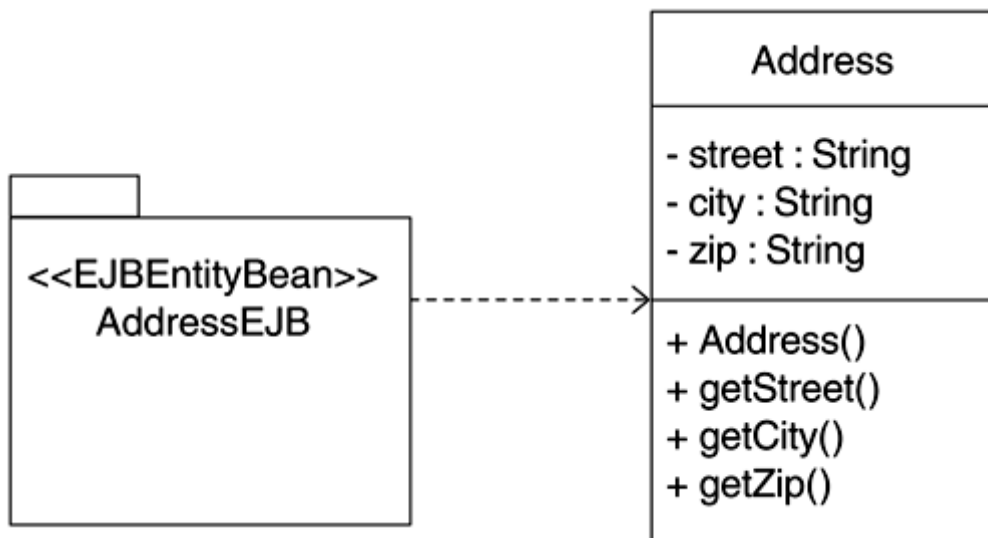 <<EJBEntityBean>>
AddressEJB
Address
- street : String
- city : String
- zip : String
+ Address()
+ getStreet()
+ getCity()
+ getZip()